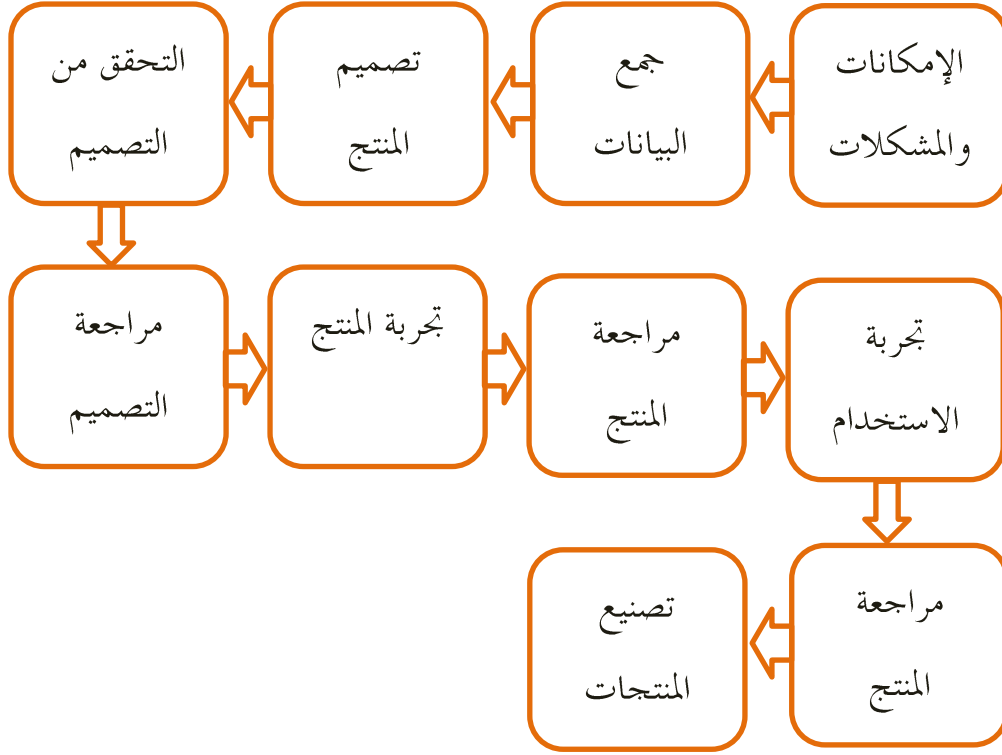 الإمكانات
والمشكلات
جمع
البيانات
تصميم
المنتج
التحقق من
التصميم
مراجعة
التصميم
تجربة المنتج
مراجعة
المنتج
تجربة
الاستخدام
مراجعة
المنتج
تصنيع
المنتجات